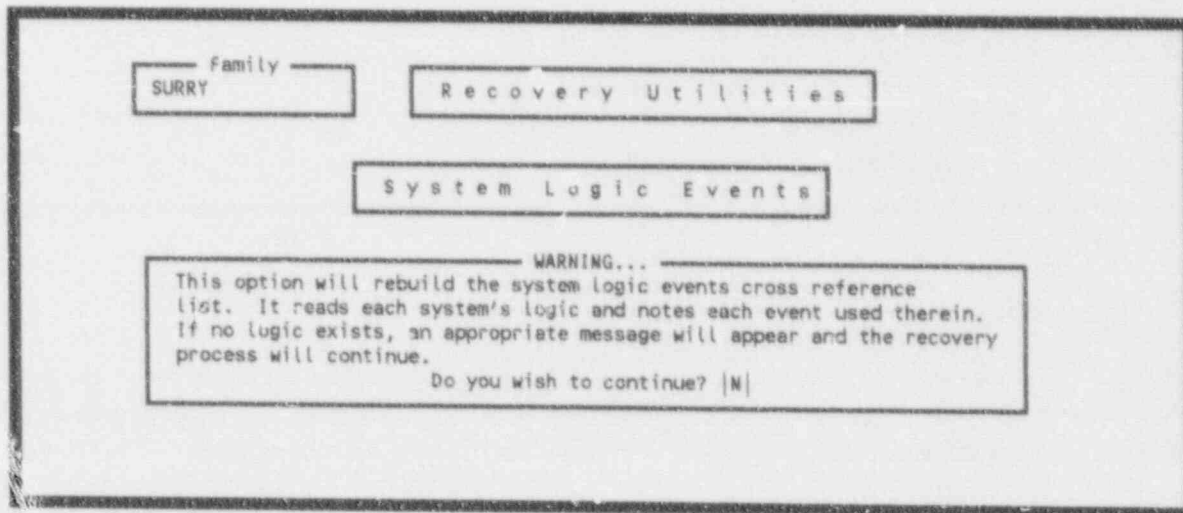 Family
SURRY
Recovery Utilities
System Logic Events
WARNING...
This option will rebuild the system logic events cross reference
list. It reads each system's logic and notes each event used therein.
If no logic exists, an appropriate message will appear and the recovery
process will continue.
Do you wish to continue? |N|